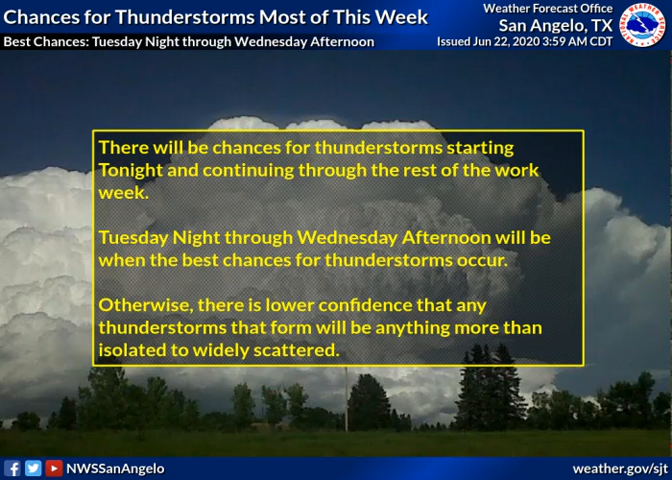 Chances for Thunderstorms Most of This Week
Best Chances: Tuesday Night through Wednesday Afternoon
Weather Forecast Office
San Angelo, TX
Issued Jun 22, 2020 3:59 AM CDT
There will be chances for thunderstorms starting
Tonight and continuing through the rest of the work
week.
Tuesday Night through Wednesday Afternoon will be
when the best chances for thunderstorms occur.
Otherwise, there is lower confidence that any
thunderstorms that form will be anything more than
isolated to widely scattered.
NWSSanAngelo
weather.gov/sjt